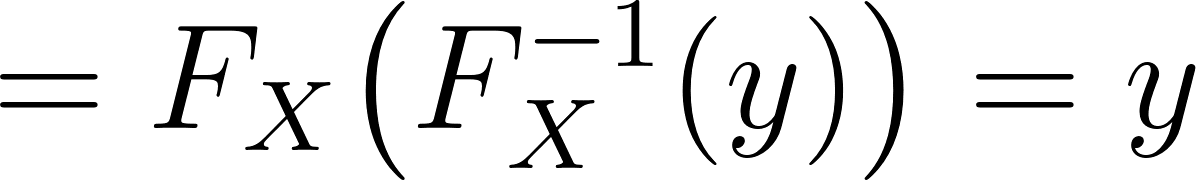 = F_X(F_X^{-1}(y)) = y